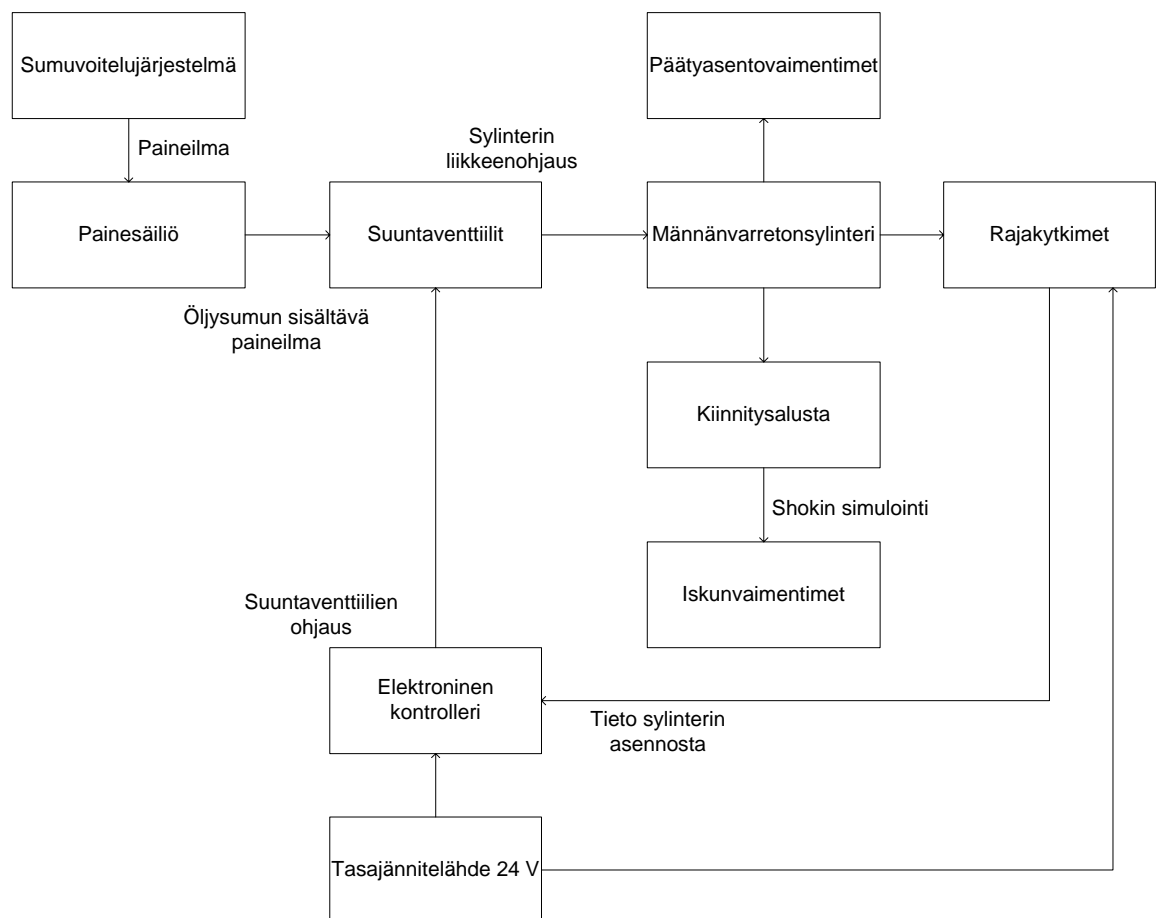 Sumuvoitelujärjestelmä
Päätyasentovaimentimet
Paineilma
Sylinterin
liikkeenohjaus
Painesäiliö
Suuntaventtiilit
Männänvarretonsylinteri
Rajakytkimet
Öljysumun sisältävä
paineilma
Kiinnitysalusta
Shokin simulointi
Iskunvaimentimet
Suuntaventtiilien
ohjaus
Elektroninen
kontrolleri
Tieto sylinterin
asennosta
Tasajännitelähde 24 V